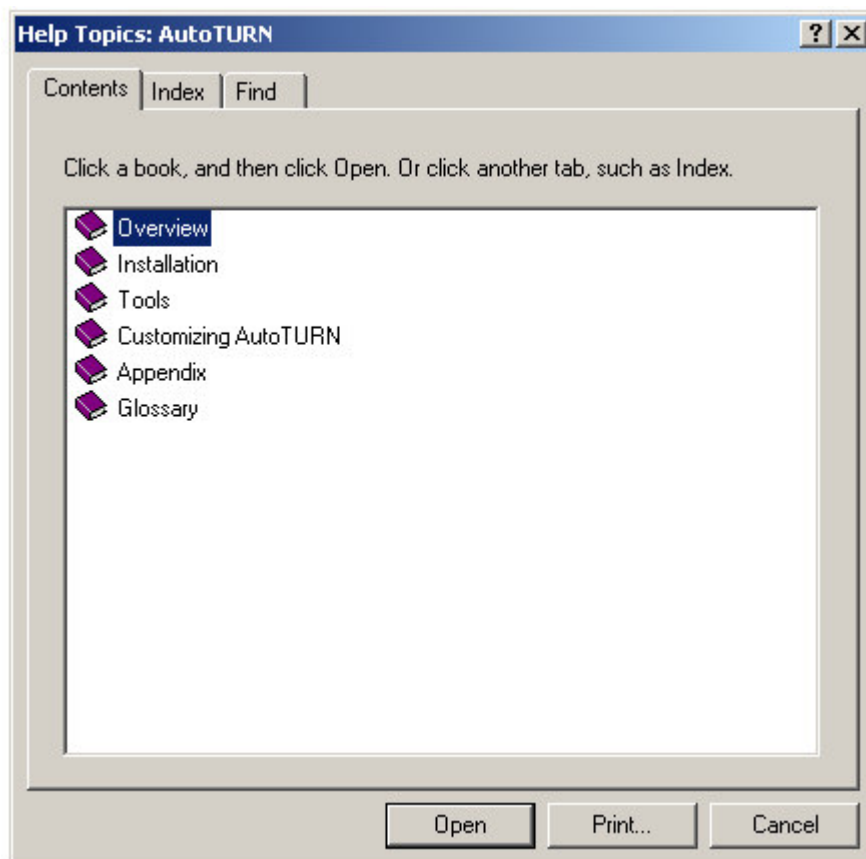 Help Topics: AutoTURN
Contents Index Find
Click a book, and then click Open. Or click another tab, such as Index.
Overview
Installation
Tools
Customizing AutoTURN
Appendix
Glossary
Open Print... Cancel